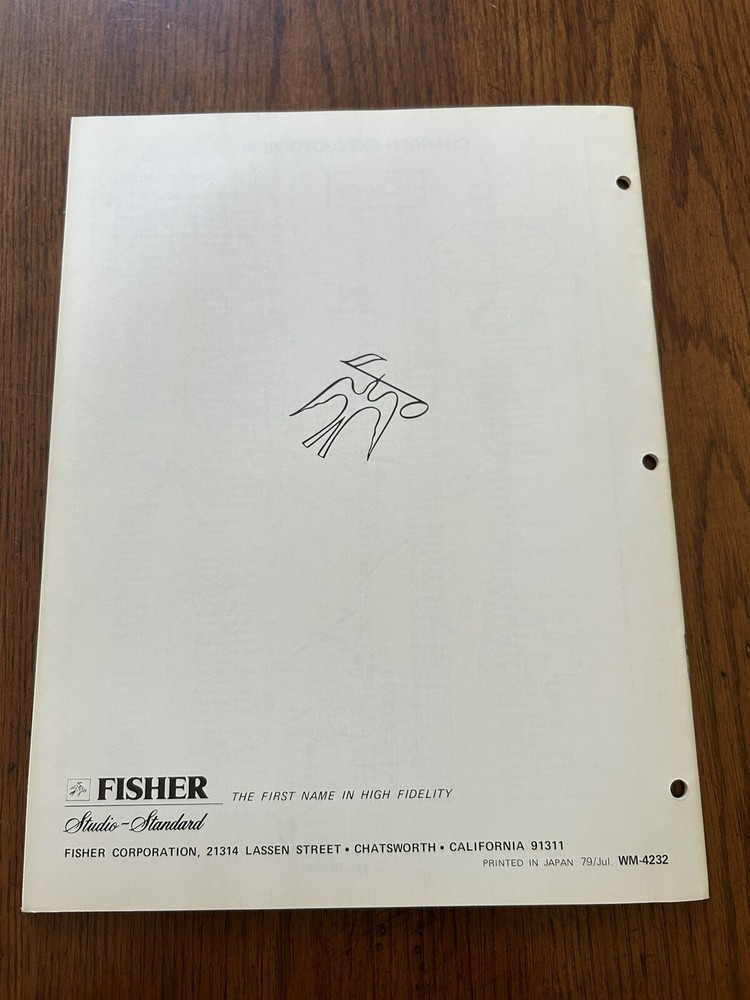 FISHER THE FIRST NAME IN HIGH FIDELITY
Studio-Standard
FISHER CORPORATION, 21314 LASSEN STREET • CHATSWORTH • CALIFORNIA 91311
PRINTED IN JAPAN 79/Jul. WM-4232